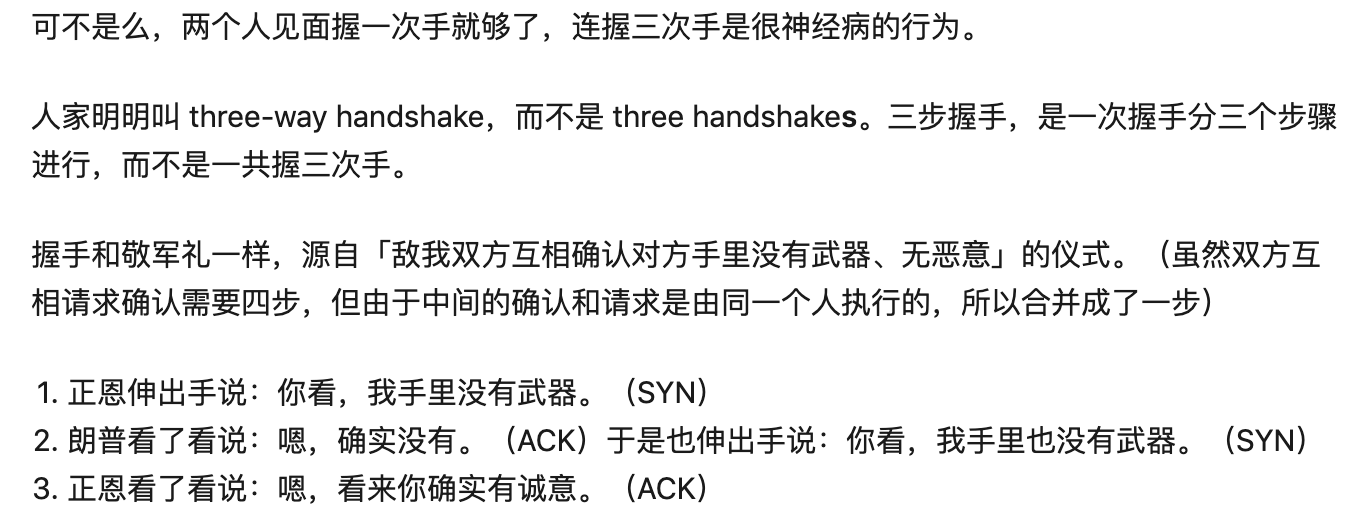 可不是么，两个人见面握一次手就够了，连握三次手是很神经病的行为。
人家明明叫 three-way handshake，而不是 three handshakes。三步握手，是一次握手分三个步骤
进行，而不是一共握三次手。
握手和敬军礼一样，源自「敌我双方互相确认对方手里没有武器、无恶意」的仪式。（虽然双方互
相请求确认需要四步，但由于中间的确认和请求是由同一个人执行的，所以合并成了一步）
1. 正恩伸出手说：你看，我手里没有武器。（SYN）
2. 朗普看了看说：嗯，确实没有。（ACK）于是也伸出手说：你看，我手里也没有武器。（SYN）
3. 正恩看了看说：嗯，看来你确实有诚意。（ACK）